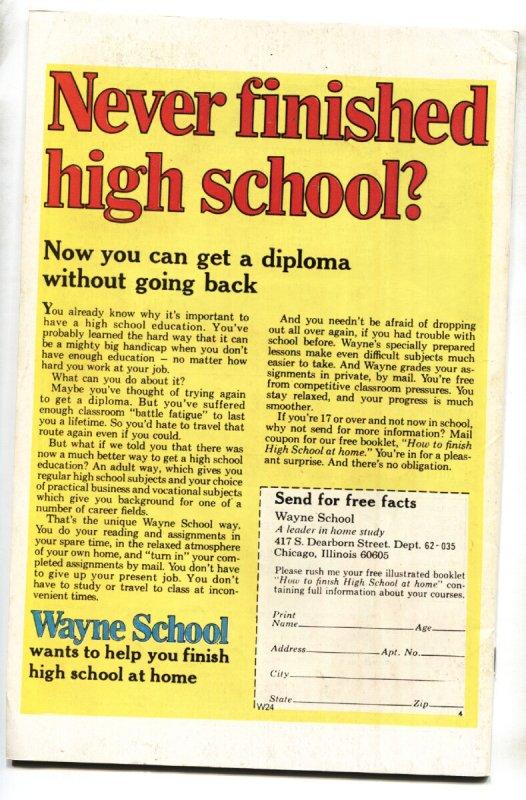 Never finished
high school?
Now you can get a diploma
without going back
You already know why it's important to
have a high school education. You've
probably learned the hard way that it can
be a mighty big handicap when you don't
have enough education – no matter how
hard you work at your job.
What can you do about it?
Maybe you've thought of trying again
to get a diploma. But you've suffered
enough classroom "battle fatigue" to last
you a lifetime. So you'd hate to travel that
route again even if you could.
But what if we told you that there was
now a much better way to get a high school
education? An adult way, which gives you
regular high school subjects and your choice
of practical business and vocational subjects
which give you background for one of a
number of career fields.
That's the unique Wayne School way.
You do your reading and assignments in
your spare time, in the relaxed atmosphere
of your own home, and "turn in" your com-
pleted assignments by mail. You don't have
to give up your present job. You don't
have to study or travel to class at incon-
venient times.
Wayne School
wants to help you finish
high school at home
And you needn't be afraid of dropping
out all over again, if you had trouble with
school before. Wayne's specially prepared
lessons make even difficult subjects much
easier to take. And Wayne grades your as-
signments in private, by mail. You're free
from competitive classroom pressures. You
stay relaxed, and your progress is much
smoother.
If you're 17 or over and not now in school,
why not send for more information? Mail
coupon for our free booklet, "How to finish
High School at home." You're in for a pleas-
ant surprise. And there's no obligation.
Send for free facts
Wayne School
A leader in home study
417 S. Dearborn Street. Dept. 62-035
Chicago, Illinois 60605
Please rush me your free illustrated booklet
"How to finish High School at home" con-
taining full information about your courses.
Print
Name Age
Address Apt. No.
City
State Zip
W24 4